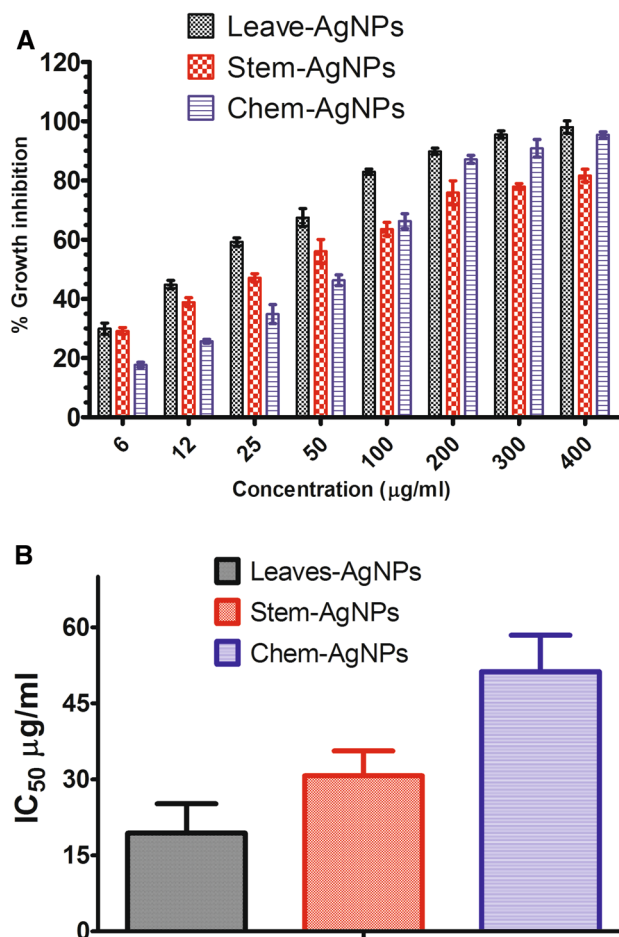 A
Leave-AgNPs
Stem-AgNPs
Chem-AgNPs
% Growth inhibition
120
100
80
60
40
20
0
6 12 25 50 100 200 300 400
Concentration (μg/ml)
B
Leaves-AgNPs
Stem-AgNPs
Chem-AgNPs
IC50 μg/ml
60
45
30
15
0